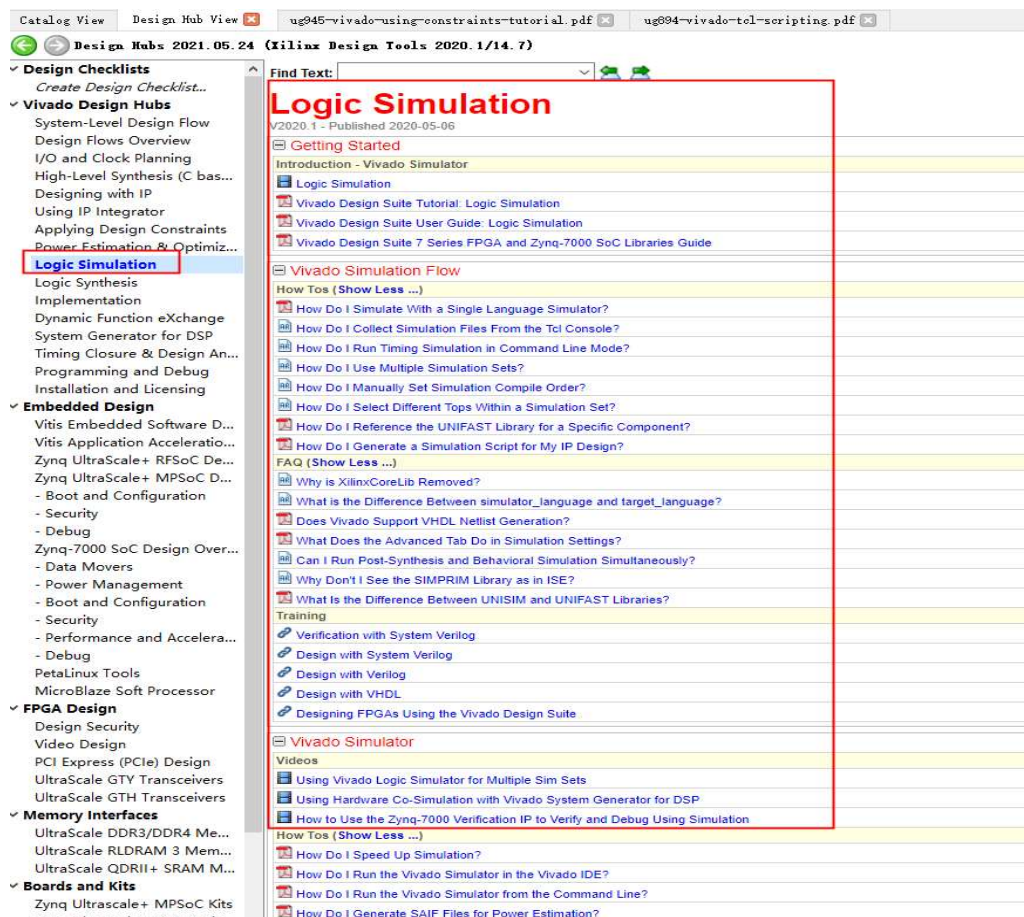 Catalog View
Design Hub View
ug945-vivado-using-constraints-tutorial.pdf
ug894-vivado-tcl-scripting.pdf
Design Hubs 2021.05.24 (Xilinx Design Tools 2020.1/14.7)
Design Checklists
Create Design Checklist...
Vivado Design Hubs
System-Level Design Flow
Design Flows Overview
I/O and Clock Planning
High-Level Synthesis (C bas...
Designing with IP
Using IP Integrator
Applying Design Constraints
Power Estimation & Optimiz...
Logic Simulation
Logic Synthesis
Implementation
Dynamic Function eXchange
System Generator for DSP
Timing Closure & Design An...
Programming and Debug
Installation and Licensing
Embedded Design
Vitis Embedded Software D...
Vitis Application Acceleratio...
Zynq UltraScale+ RFSoC De...
Zynq UltraScale+ MPSoC D...
- Boot and Configuration
- Security
- Debug
Zynq-7000 SoC Design Over...
- Data Movers
- Power Management
- Boot and Configuration
- Security
- Performance and Accelera...
- Debug
PetaLinux Tools
MicroBlaze Soft Processor
FPGA Design
Design Security
Video Design
PCI Express (PCIe) Design
UltraScale GTY Transceivers
UltraScale GTH Transceivers
Memory Interfaces
UltraScale DDR3/DDR4 Me...
UltraScale RLDRAM 3 Mem...
UltraScale QDRII+ SRAM M...
Boards and Kits
Zynq Ultrascale+ MPSoC Kits
Find Text:
Logic Simulation
V2020.1 - Published 2020-05-06
Getting Started
Introduction - Vivado Simulator
Logic Simulation
Vivado Design Suite Tutorial: Logic Simulation
Vivado Design Suite User Guide: Logic Simulation
Vivado Design Suite 7 Series FPGA and Zynq-7000 SoC Libraries Guide
Vivado Simulation Flow
How Tos (Show Less ...)
How Do I Simulate With a Single Language Simulator?
How Do I Collect Simulation Files From the Tcl Console?
How Do I Run Timing Simulation in Command Line Mode?
How Do I Use Multiple Simulation Sets?
How Do I Manually Set Simulation Compile Order?
How Do I Select Different Tops Within a Simulation Set?
How Do I Reference the UNIFAST Library for a Specific Component?
How Do I Generate a Simulation Script for My IP Design?
FAQ (Show Less ...)
Why is XilinxCoreLib Removed?
What is the Difference Between simulator_language and target_language?
Does Vivado Support VHDL Netlist Generation?
What Does the Advanced Tab Do in Simulation Settings?
Can I Run Post-Synthesis and Behavioral Simulation Simultaneously?
Why Don't I See the SIMPRIM Library as in ISE?
What Is the Difference Between UNISIM and UNIFAST Libraries?
Training
Verification with System Verilog
Design with System Verilog
Design with Verilog
Design with VHDL
Designing FPGAs Using the Vivado Design Suite
Vivado Simulator
Videos
Using Vivado Logic Simulator for Multiple Sim Sets
Using Hardware Co-Simulation with Vivado System Generator for DSP
How to Use the Zynq-7000 Verification IP to Verify and Debug Using Simulation
How Tos (Show Less ...)
How Do I Speed Up Simulation?
How Do I Run the Vivado Simulator in the Vivado IDE?
How Do I Run the Vivado Simulator from the Command Line?
How Do I Generate SAIF Files for Power Estimation?